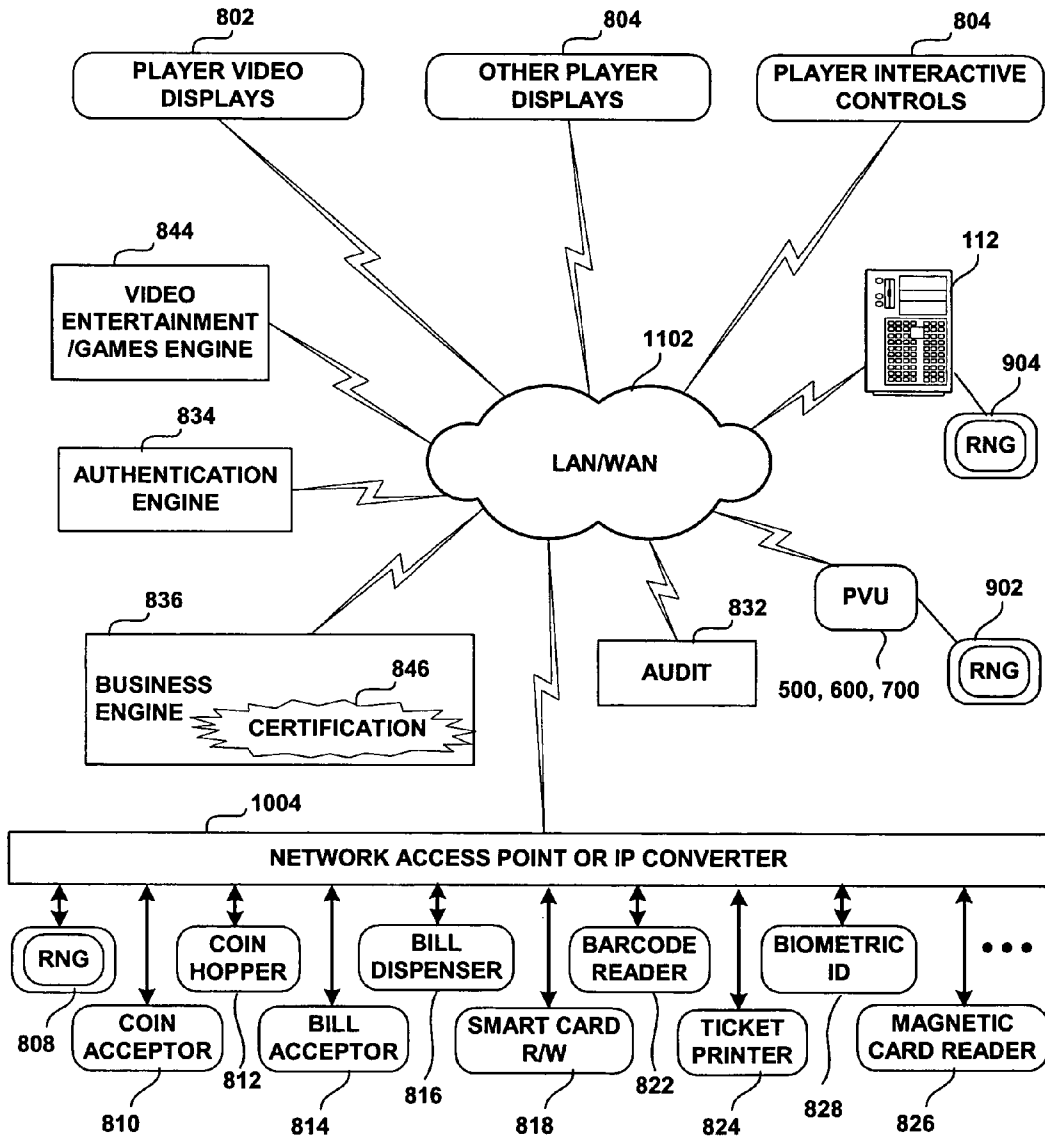 802
804
804
PLAYER VIDEO
DISPLAYS
OTHER PLAYER
DISPLAYS
PLAYER INTERACTIVE
CONTROLS
844
VIDEO
ENTERTAINMENT
/GAMES ENGINE
112
904
RNG
1102
LAN/WAN
834
AUTHENTICATION
ENGINE
836
BUSINESS
ENGINE
846
CERTIFICATION
832
AUDIT
PVU
500, 600, 700
902
RNG
1004
NETWORK ACCESS POINT OR IP CONVERTER
RNG
808
COIN
ACCEPTOR
810
COIN
HOPPER
812
BILL
ACCEPTOR
814
BILL
DISPENSER
816
SMART CARD
R/W
818
BARCODE
READER
822
TICKET
PRINTER
824
BIOMETRIC
ID
828
MAGNETIC
CARD READER
826